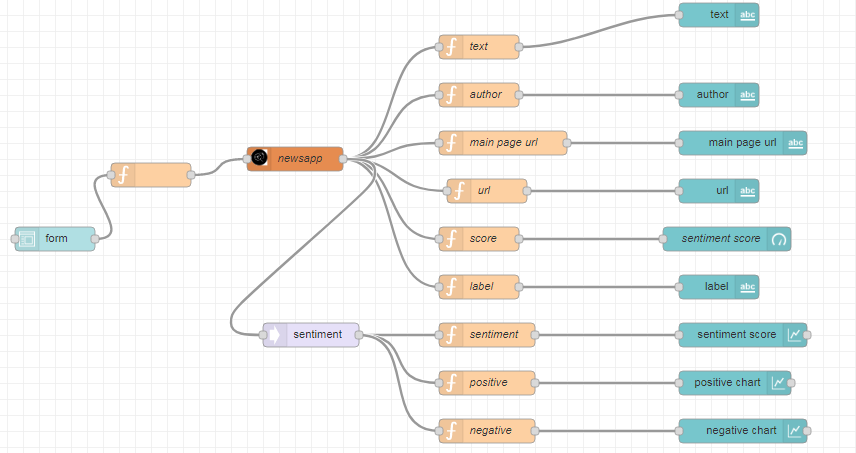 text
text
abc
author
author
abc
main page url
main page url
abc
newsapp
url
url
abc
form
score
sentiment score
label
label
abc
sentiment
sentiment
sentiment score
positive
positive chart
negative
negative chart